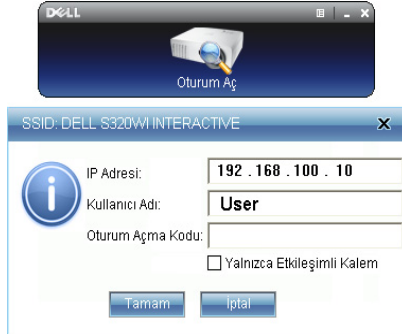 DELL
Oturum Aç
SSID: DELL S320WI INTERACTIVE
IP Adresi: 192 . 168 . 100 . 10
Kullanıcı Adı: User
Oturum Açma Kodu:
Yalnızca Etkileşimli Kalem
Tamam İptal